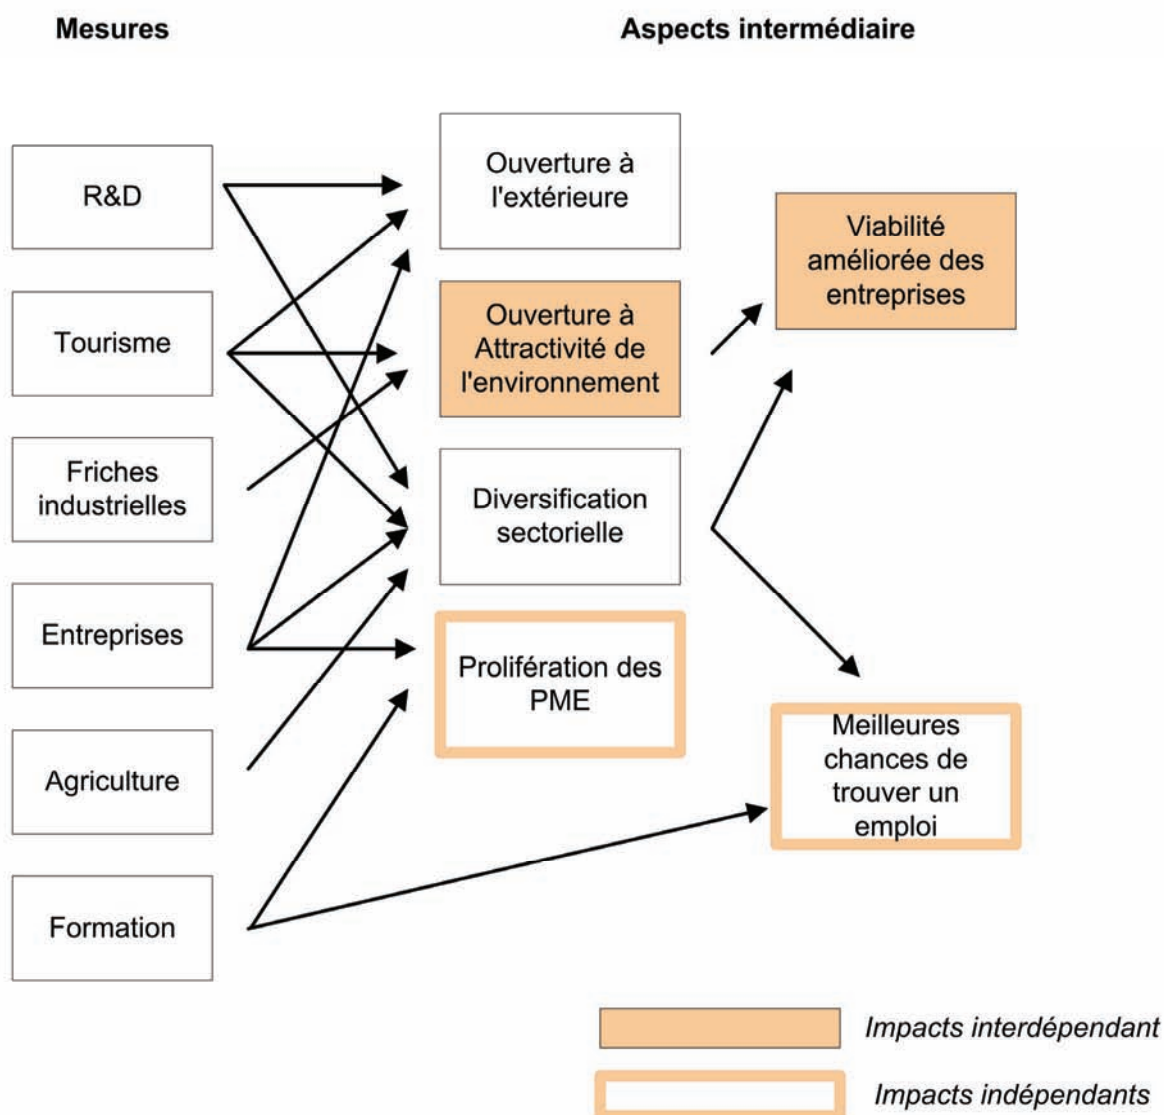 Mesures
Aspects intermédiaire
R&D
Tourisme
Friches
industrielles
Entreprises
Agriculture
Formation
Ouverture à
l'extérieure
Ouverture à
Attractivité de
l'environnement
Diversification
sectorielle
Prolifération des
PME
Viabilité
améliorée des
entreprises
Meilleures
chances de
trouver un
emploi
Impacts interdépendant
Impacts indépendants